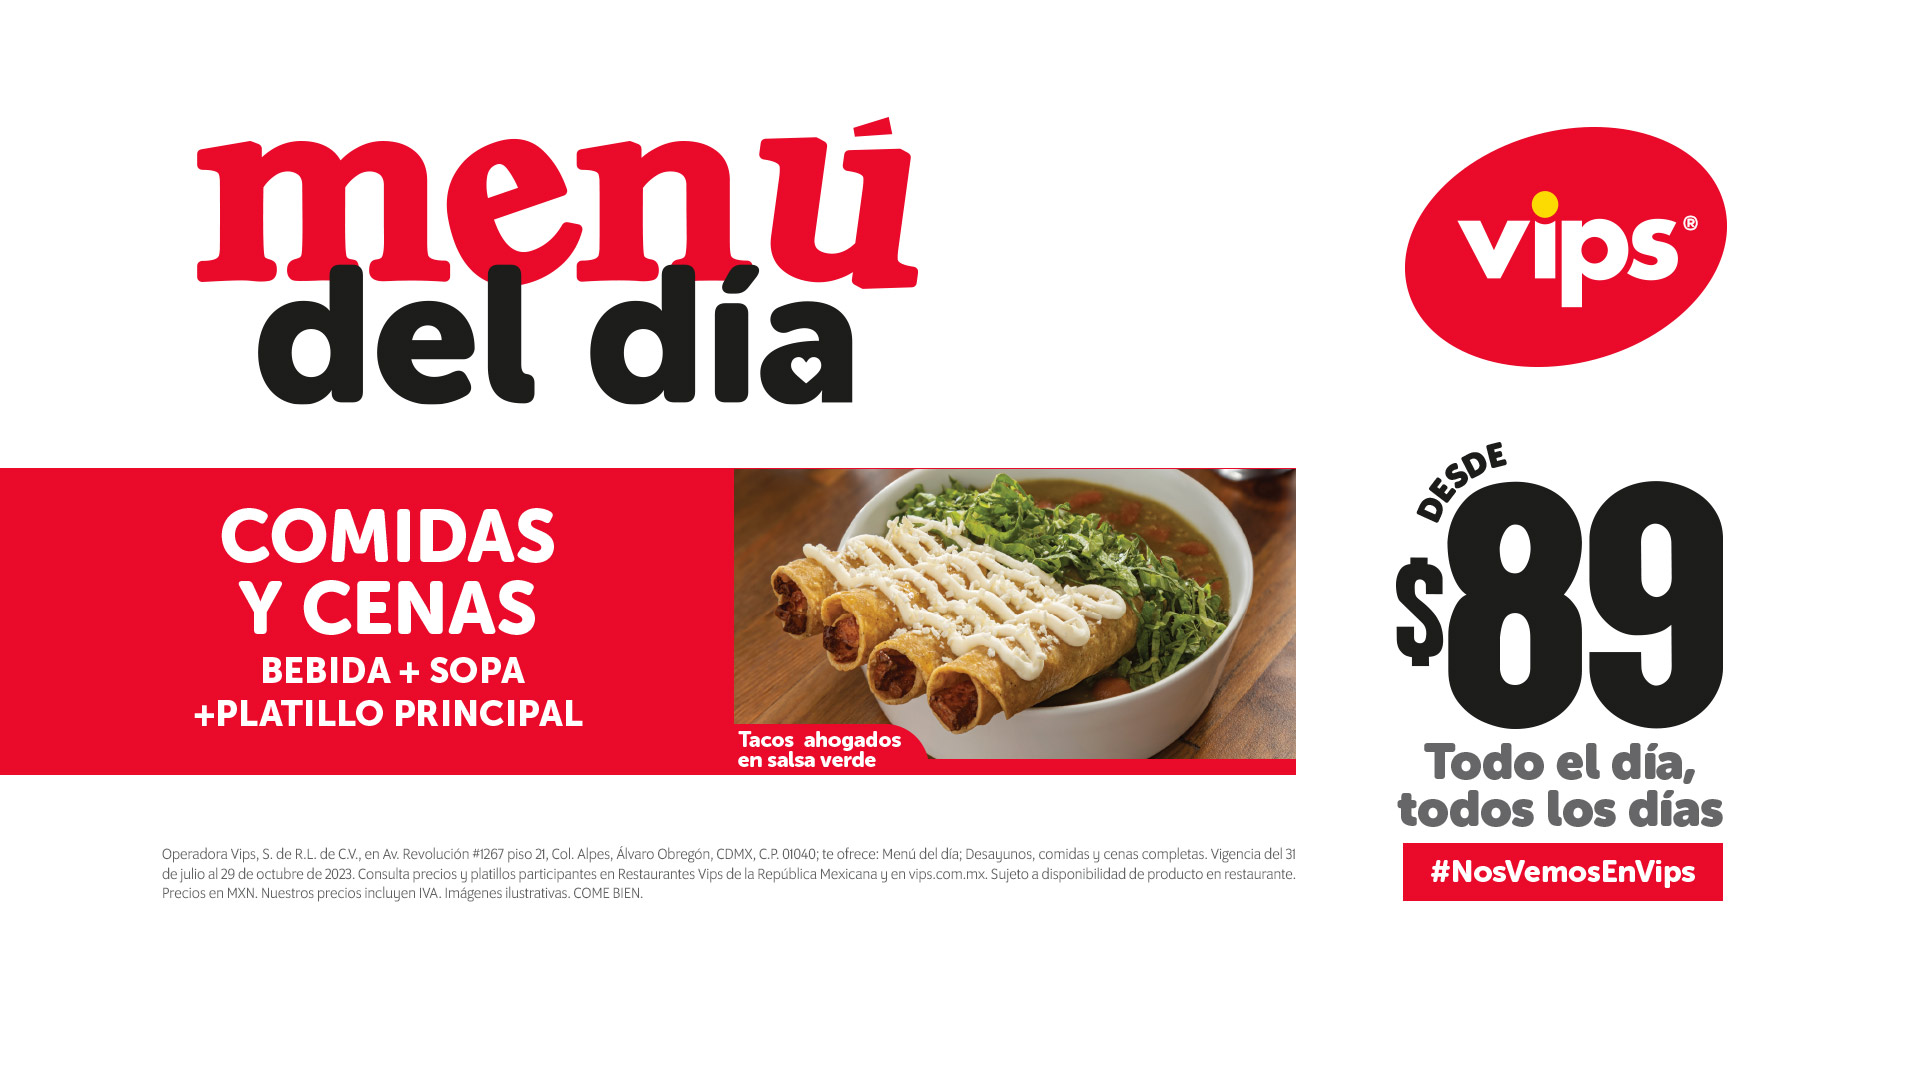 menú
del día
vips®
COMIDAS
Y CENAS
BEBIDA + SOPA
+PLATILLO PRINCIPAL
Tacos ahogados
en salsa verde
DESDE
$89
Todo el día,
todos los días
#NosVemosEnVips
Operadora Vips, S. de R.L. de C.V., en Av. Revolución #1267 piso 21, Col. Alpes, Álvaro Obregón, CDMX, C.P. 01040; te ofrece: Menú del día; Desayunos, comidas y cenas completas. Vigencia del 31
de julio al 29 de octubre de 2023. Consulta precios y platillos participantes en Restaurantes Vips de la República Mexicana y en vips.com.mx. Sujeto a disponibilidad de producto en restaurante.
Precios en MXN. Nuestros precios incluyen IVA. Imágenes ilustrativas. COME BIEN.